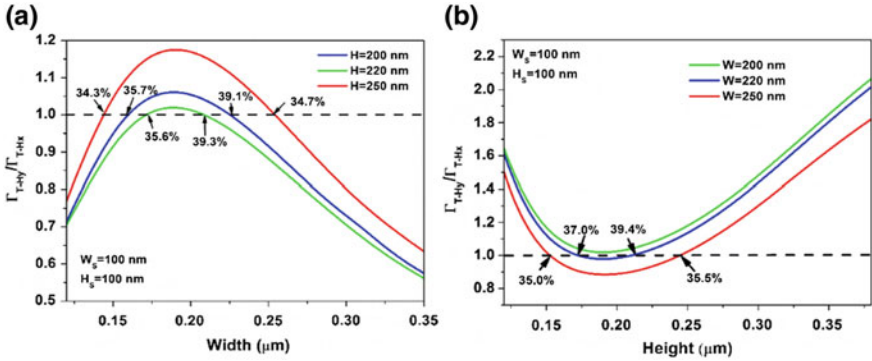 (a)
1.2
1.1
1.0
0.9
0.8
0.7
0.6
0.5
Γ_T-Hy/Γ_T-Hx
H=200 nm
H=220 nm
H=250 nm
34.3%
35.7%
39.1%
34.7%
35.6%
39.3%
W_s=100 nm
H_s=100 nm
0.15
0.20
0.25
0.30
0.35
Width (μm)
(b)
2.2
2.0
1.8
1.6
1.4
1.2
1.0
0.8
Γ_T-Hy/Γ_T-Hx
W_s=100 nm
H_s=100 nm
W=200 nm
W=220 nm
W=250 nm
37.0%
39.4%
35.0%
35.5%
0.15
0.20
0.25
0.30
0.35
Height (μm)